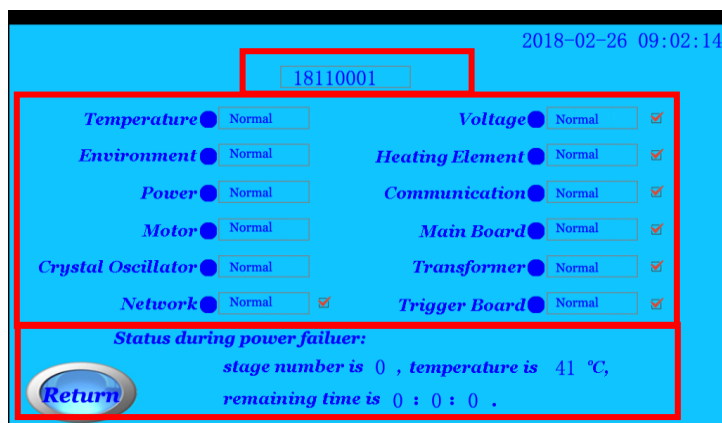 2018-02-26 09:02:14
18110001
Temperature Normal Voltage Normal
Environment Normal Heating Element Normal
Power Normal Communication Normal
Motor Normal Main Board Normal
Crystal Oscillator Normal Transformer Normal
Network Normal Trigger Board Normal
Status during power failuer:
stage number is 0 , temperature is 41 ℃,
Return remaining time is 0 : 0 : 0 .